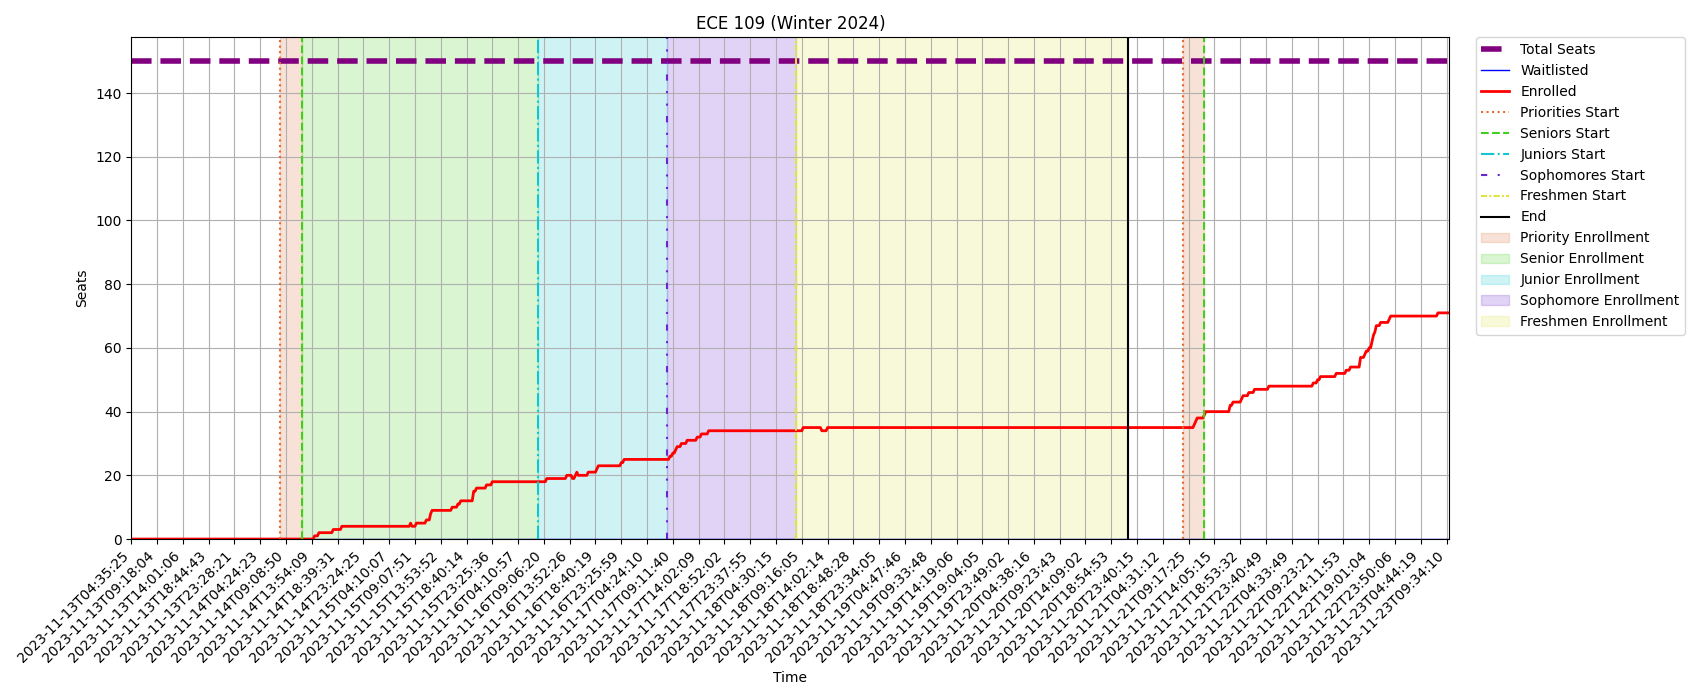 ECE 109 (Winter 2024)
Seats
140
120
100
80
60
40
20
0
2023-11-13T04:35:25
2023-11-13T09:18:04
2023-11-13T14:01:06
2023-11-13T18:44:43
2023-11-13T23:28:21
2023-11-14T04:24:23
2023-11-14T09:08:50
2023-11-14T13:54:09
2023-11-14T18:39:31
2023-11-14T23:24:25
2023-11-15T04:10:07
2023-11-15T09:07:51
2023-11-15T13:53:52
2023-11-15T18:40:14
2023-11-15T23:25:36
2023-11-16T04:10:57
2023-11-16T09:06:20
2023-11-16T13:52:26
2023-11-16T18:40:19
2023-11-16T23:25:59
2023-11-17T04:24:10
2023-11-17T09:11:40
2023-11-17T14:02:09
2023-11-17T18:52:02
2023-11-17T23:37:55
2023-11-18T04:30:15
2023-11-18T09:16:05
2023-11-18T14:02:14
2023-11-18T18:48:28
2023-11-18T23:34:05
2023-11-19T04:47:46
2023-11-19T09:33:48
2023-11-19T14:19:06
2023-11-19T19:04:05
2023-11-19T23:49:02
2023-11-20T04:38:16
2023-11-20T09:23:43
2023-11-20T14:09:02
2023-11-20T18:54:53
2023-11-20T23:40:15
2023-11-21T04:31:12
2023-11-21T09:17:25
2023-11-21T14:05:15
2023-11-21T18:53:32
2023-11-21T23:40:49
2023-11-22T04:33:49
2023-11-22T09:23:21
2023-11-22T14:11:53
2023-11-22T19:01:04
2023-11-22T23:50:06
2023-11-23T04:44:19
2023-11-23T09:34:10
Time
Total Seats
Waitlisted
Enrolled
Priorities Start
Seniors Start
Juniors Start
Sophomores Start
Freshmen Start
End
Priority Enrollment
Senior Enrollment
Junior Enrollment
Sophomore Enrollment
Freshmen Enrollment